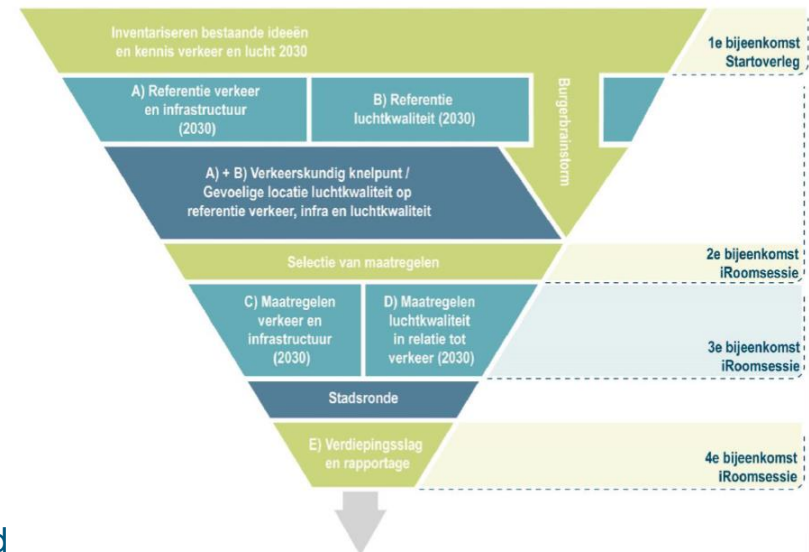 Inventariseren bestaande ideeën
en kennis verkeer en lucht 2030
1e bijeenkomst
Startoverleg
A) Referentie verkeer
en infrastructuur
(2030)
B) Referentie
luchtkwaliteit (2030)
Burgerbrainstorm
A) + B) Verkeerskundig knelpunt /
Gevoelige locatie luchtkwaliteit op
referentie verkeer, infra en luchtkwaliteit
Selectie van maatregelen
2e bijeenkomst
iRoomsessie
C) Maatregelen
verkeer en
infrastructuur
(2030)
D) Maatregelen
luchtkwaliteit
in relatie tot
verkeer (2030)
3e bijeenkomst
iRoomsessie
Stadsronde
E) Verdiepingsslag
en rapportage
4e bijeenkomst
iRoomsessie
d